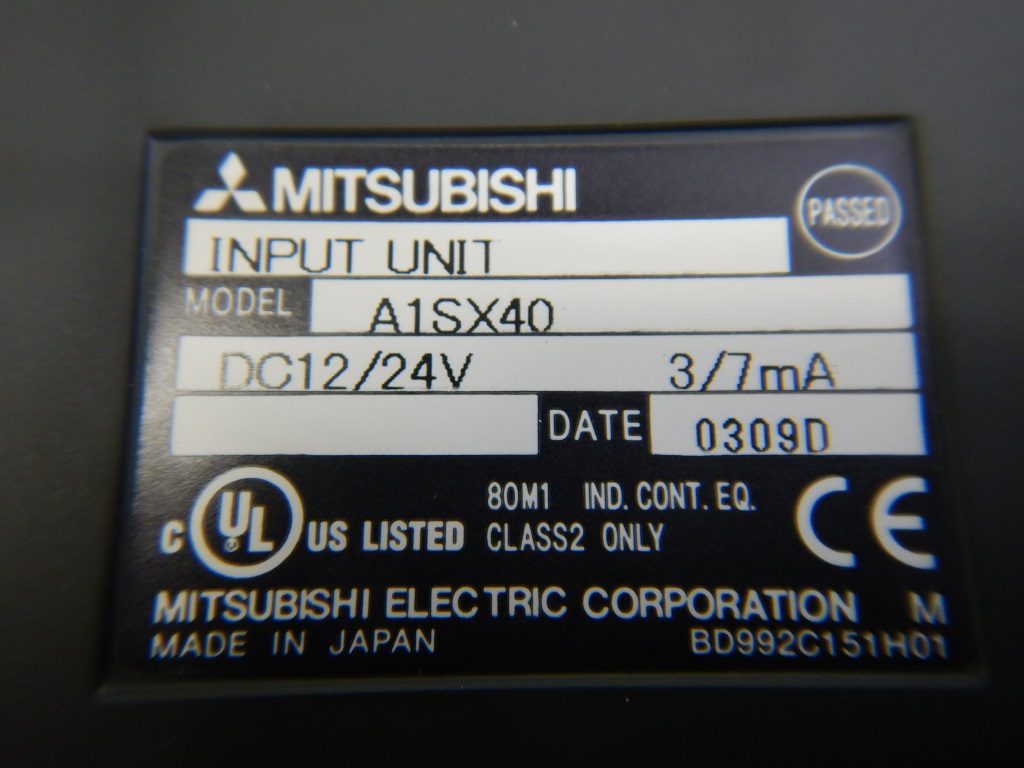 MITSUBISHI
PASSED
INPUT UNIT
MODEL A1SX40
DC12/24V 3/7mA
DATE 0309D
C UL US LISTED
80M1 IND. CONT. EQ.
CLASS2 ONLY
CE
MITSUBISHI ELECTRIC CORPORATION M
MADE IN JAPAN BD992C151H01